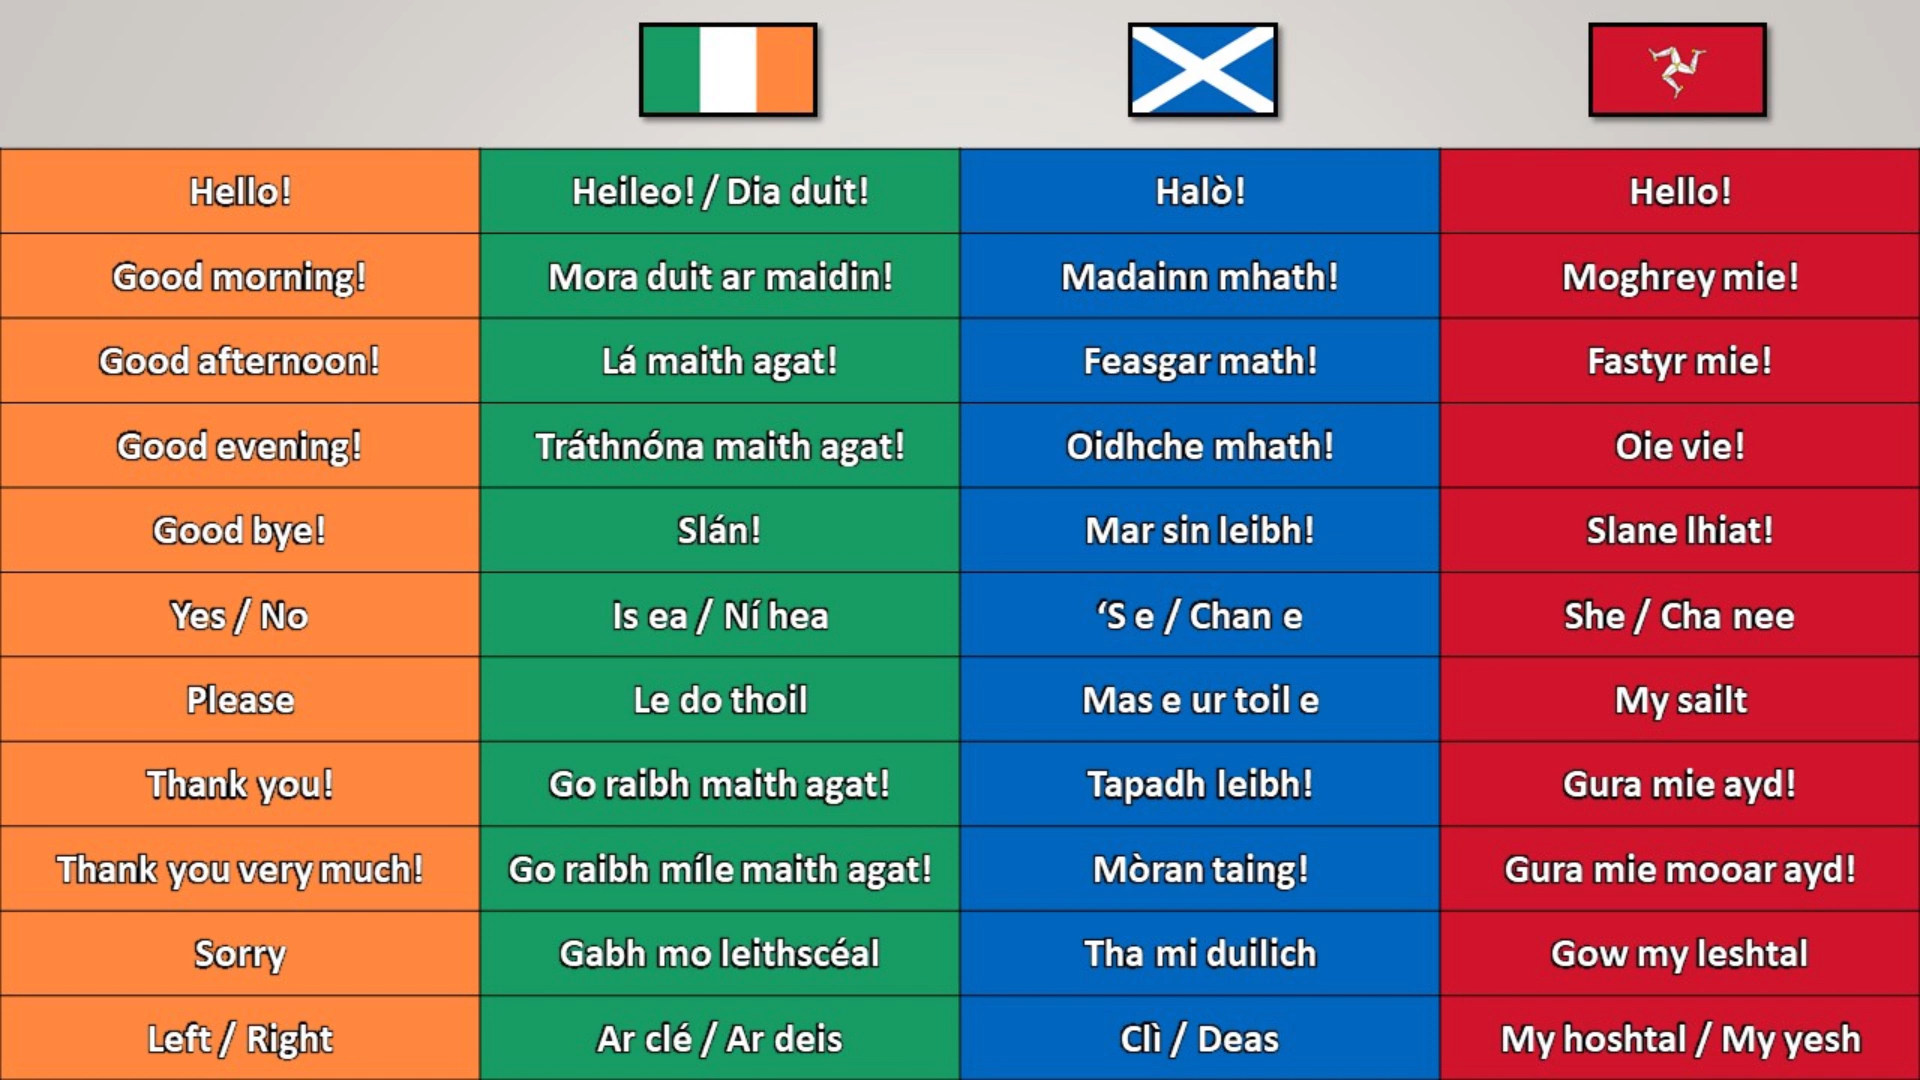 Hello! Heileo! / Dia duit! Halò! Hello!
Good morning! Mora duit ar maidin! Madainn mhath! Moghrey mie!
Good afternoon! Lá maith agat! Feasgar math! Fastyr mie!
Good evening! Tráthnóna maith agat! Oidhche mhath! Oie vie!
Good bye! Slán! Mar sin leibh! Slane lhiat!
Yes / No Is ea / Ní hea ‘S e / Chan e She / Cha nee
Please Le do thoil Mas e ur toil e My sailt
Thank you! Go raibh maith agat! Tapadh leibh! Gura mie ayd!
Thank you very much! Go raibh míle maith agat! Mòran taing! Gura mie mooar ayd!
Sorry Gabh mo leithscéal Tha mi duilich Gow my leshtal
Left / Right Ar clé / Ar deis Clì / Deas My hoshtal / My yesh